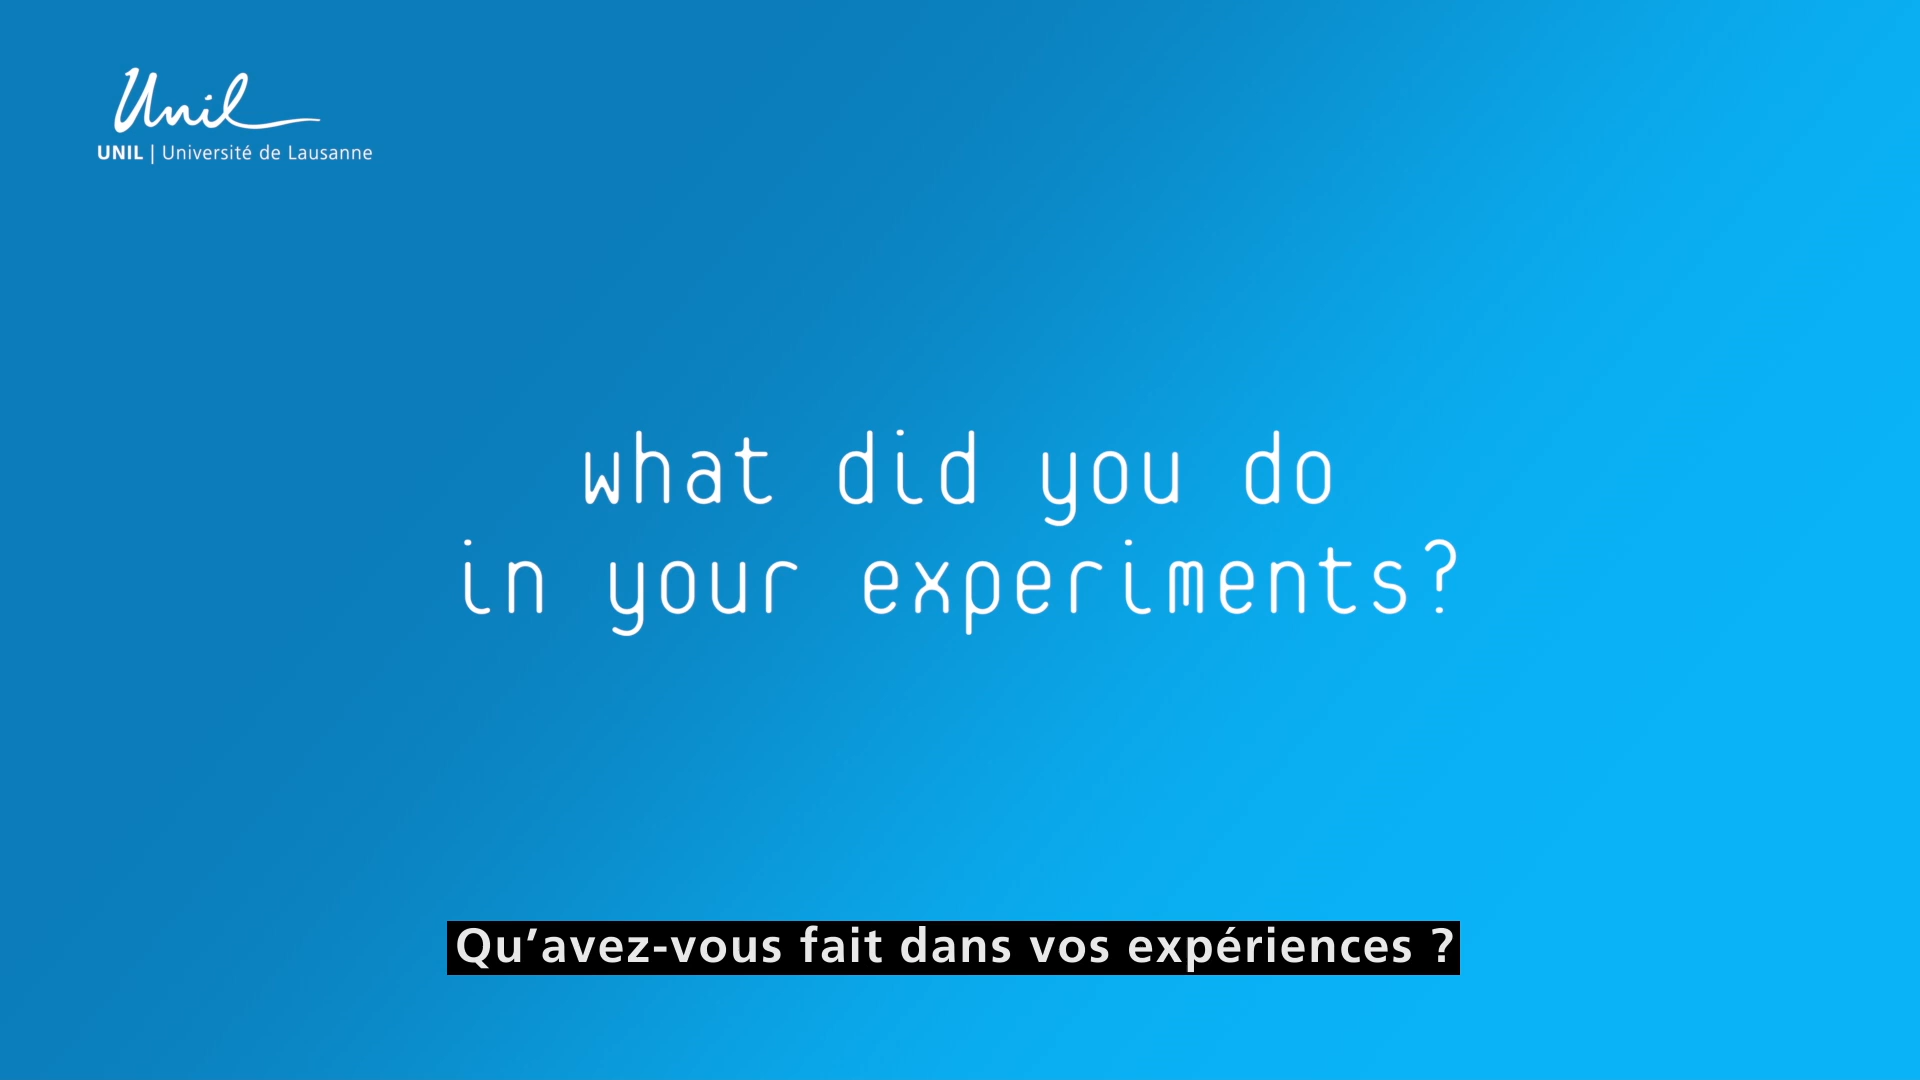 Unil
UNIL | Université de Lausanne
what did you do
in your experiments?
Qu’avez-vous fait dans vos expériences ?